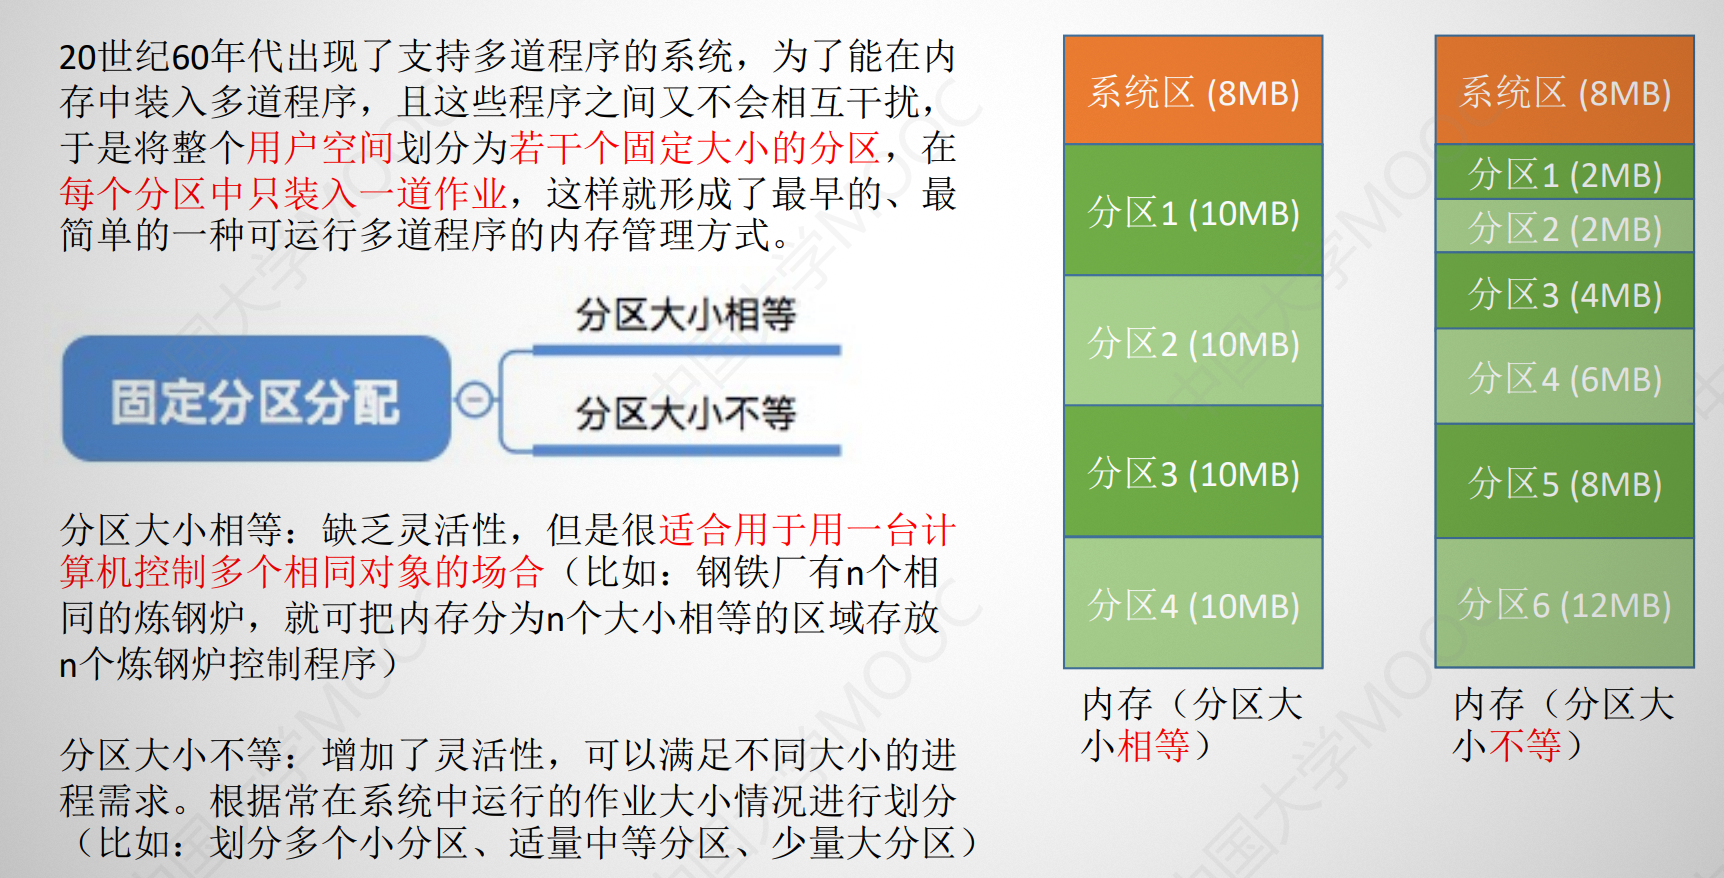 20世纪60年代出现了支持多道程序的系统，为了能在内
存中装入多道程序，且这些程序之间又不会相互干扰，
于是将整个用户空间划分为若干个固定大小的分区，在
每个分区中只装入一道作业，这样就形成了最早的、最
简单的一种可运行多道程序的内存管理方式。
固定分区分配
分区大小相等
分区大小不等
分区大小相等：缺乏灵活性，但是很适合用于用一台计
算机控制多个相同对象的场合（比如：钢铁厂有n个相
同的炼钢炉，就可把内存分为n个大小相等的区域存放
n个炼钢炉控制程序）
分区大小不等：增加了灵活性，可以满足不同大小的进
程需求。根据常在系统中运行的作业大小情况进行划分
（比如：划分多个小分区、适量中等分区、少量大分区）
系统区 (8MB)
分区1 (10MB)
分区2 (10MB)
分区3 (10MB)
分区4 (10MB)
内存（分区大
小相等）
系统区 (8MB)
分区1 (2MB)
分区2 (2MB)
分区3 (4MB)
分区4 (6MB)
分区5 (8MB)
分区6 (12MB)
内存（分区大
小不等）
中国大学MOOC